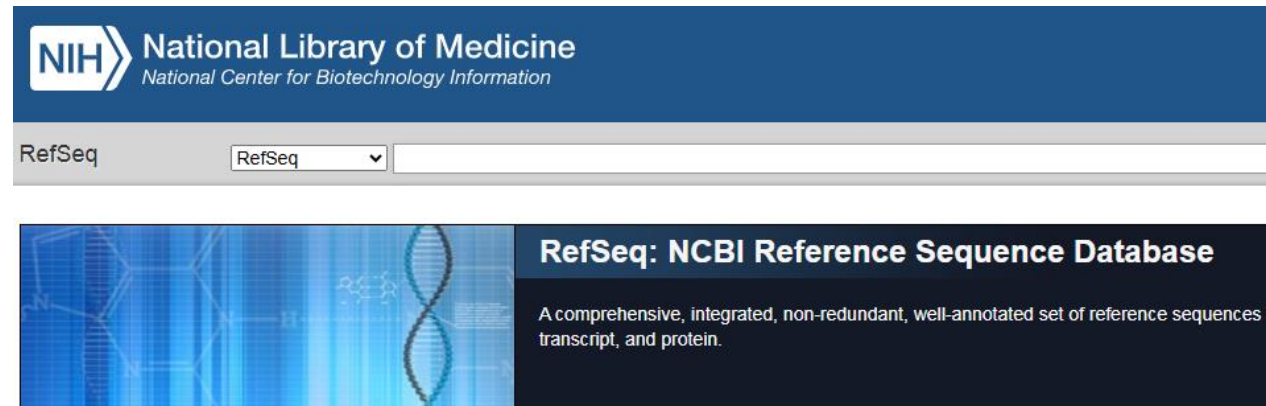 NIH
National Library of Medicine
National Center for Biotechnology Information
RefSeq
RefSeq
RefSeq: NCBI Reference Sequence Database
A comprehensive, integrated, non-redundant, well-annotated set of reference sequences
transcript, and protein.
N
H
N